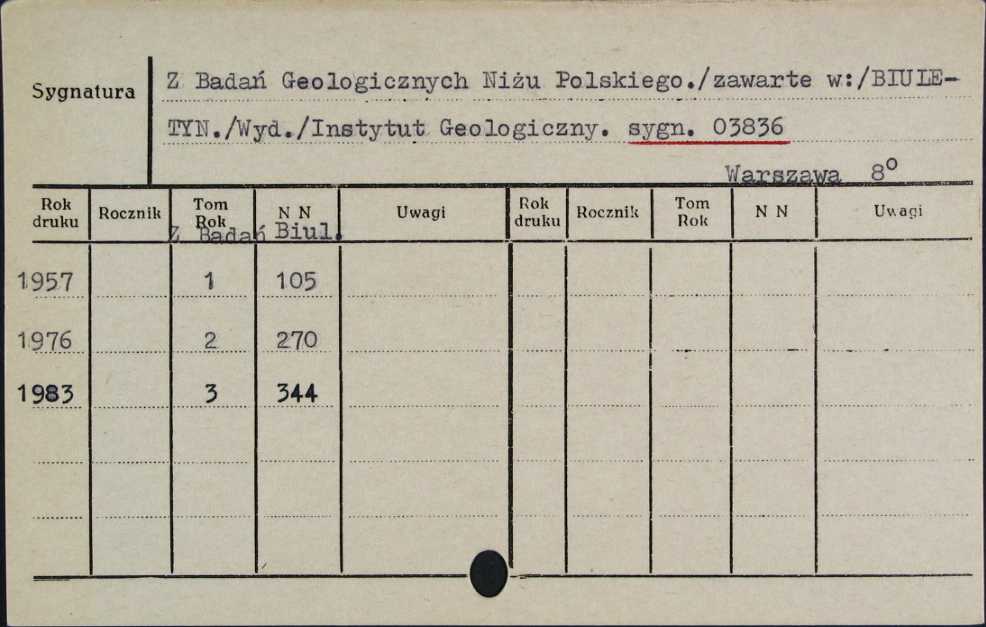 Sygnatura
Z Badań Geologicznych Niżu Polskiego./zawarte w:/BIULE-
TYN./Wyd./Instytut Geologiczny. sygn. 03836
Warszawa 8º
Rok druku Rocznik Tom Rok N N Uwagi Rok druku Rocznik Tom Rok N N Uwagi
Z Badań Biul.
1957 1 105
1976 2 270
1983 3 344